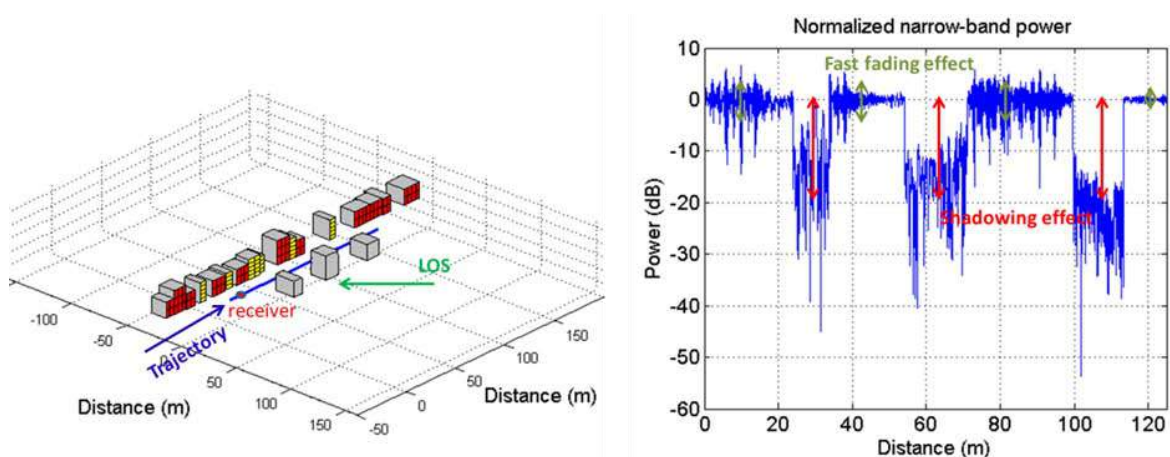 LOS
receiver
Trajectory
-100
-50
0
50
100
150
Distance (m)
-50
0
50
100
150
Distance (m)
Normalized narrow-band power
Fast fading effect
Shadowing effect
Power (dB)
10
0
-10
-20
-30
-40
-50
-60
0
20
40
60
80
100
120
Distance (m)